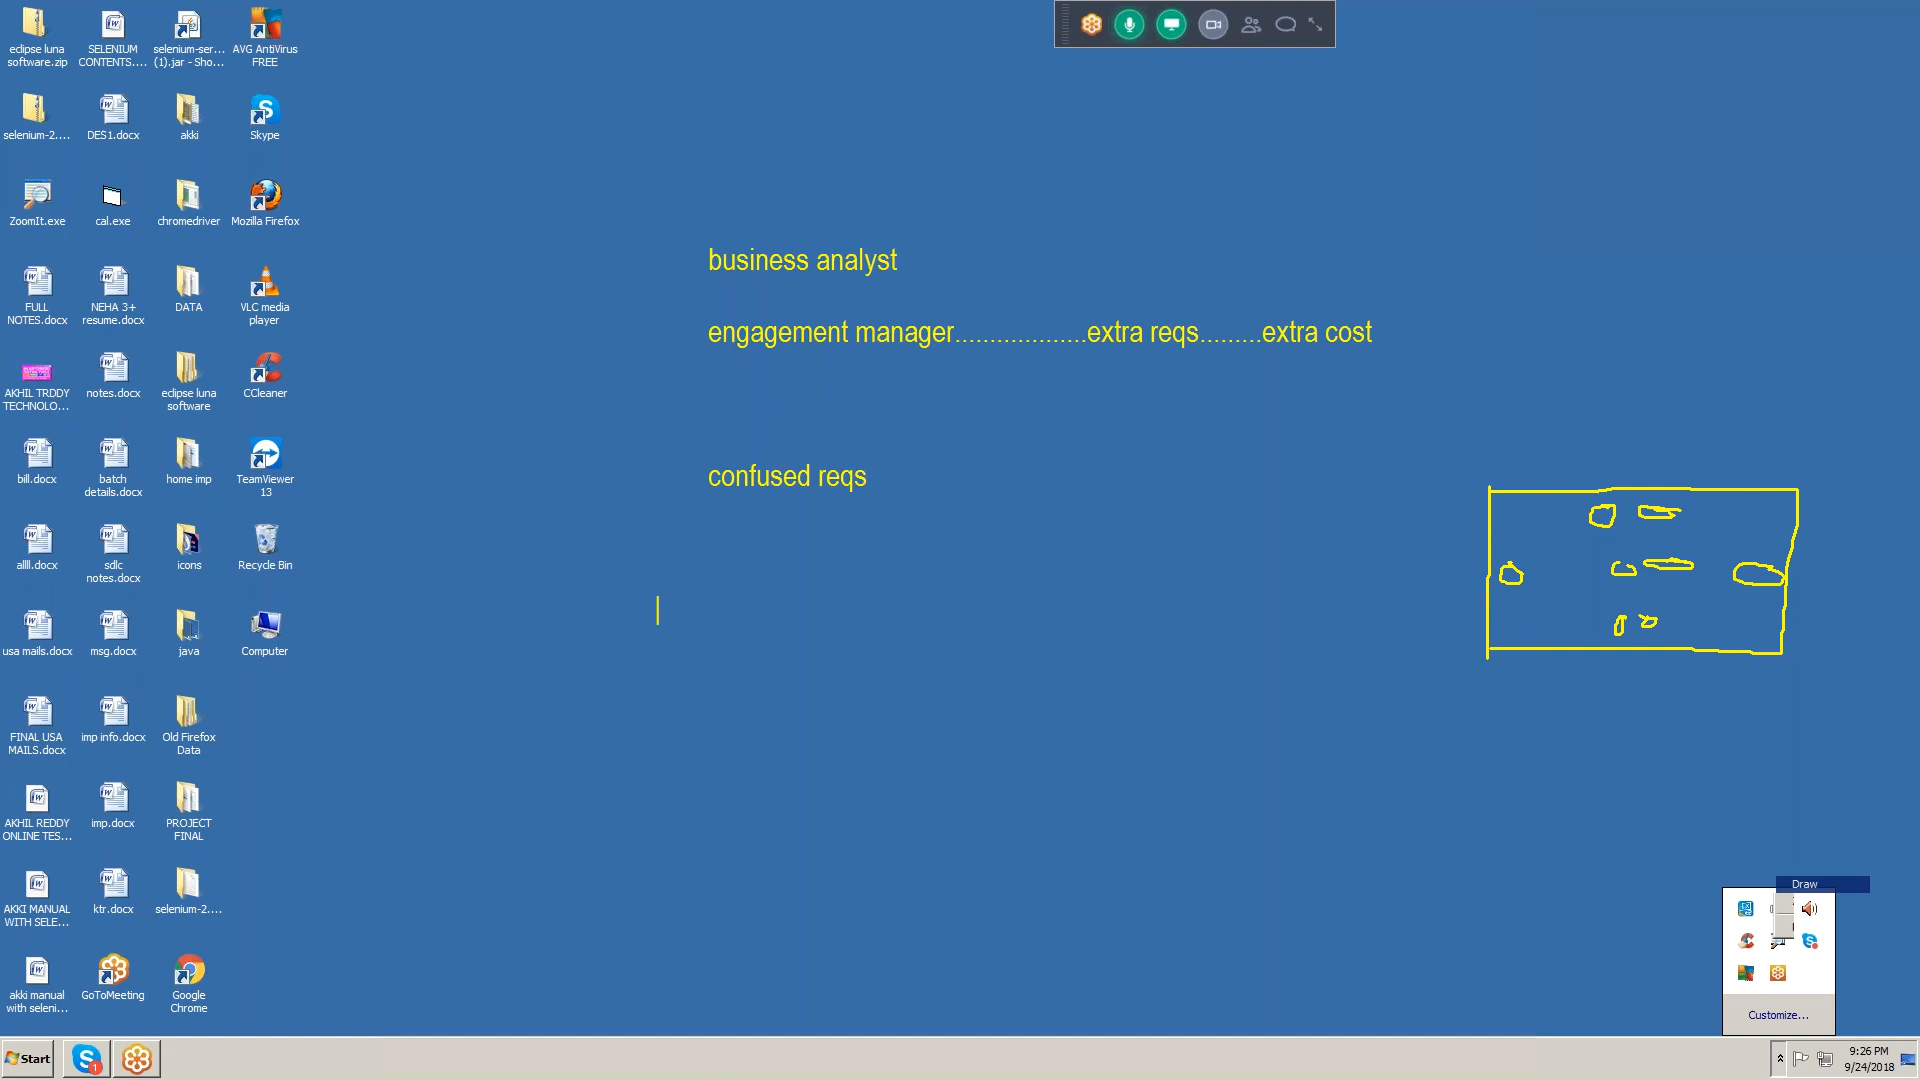 eclipse luna
software.zip
SELENIUM
CONTENTS....
selenium-ser...
(1).jar - Sho...
AVG AntiVirus
FREE
selenium-2....
DES1.docx
akki
Skype
ZoomIt.exe
cal.exe
chromedriver
Mozilla Firefox
business analyst
FULL
NOTES.docx
NEHA 3+
resume.docx
DATA
VLC media
player
engagement manager...................extra reqs.........extra cost
AKHIL TRDDY
TECHNOLO...
notes.docx
eclipse luna
software
CCleaner
bill.docx
batch
details.docx
home imp
TeamViewer
13
confused reqs
allll.docx
sdlc
notes.docx
icons
Recycle Bin
usa mails.docx
msg.docx
java
Computer
FINAL USA
MAILS.docx
imp info.docx
Old Firefox
Data
AKHIL REDDY
ONLINE TES...
imp.docx
PROJECT
FINAL
AKKI MANUAL
WITH SELE...
ktr.docx
selenium-2....
Draw
akki manual
with seleni...
GoToMeeting
Google
Chrome
Customize...
Start
1
9:26 PM
9/24/2018